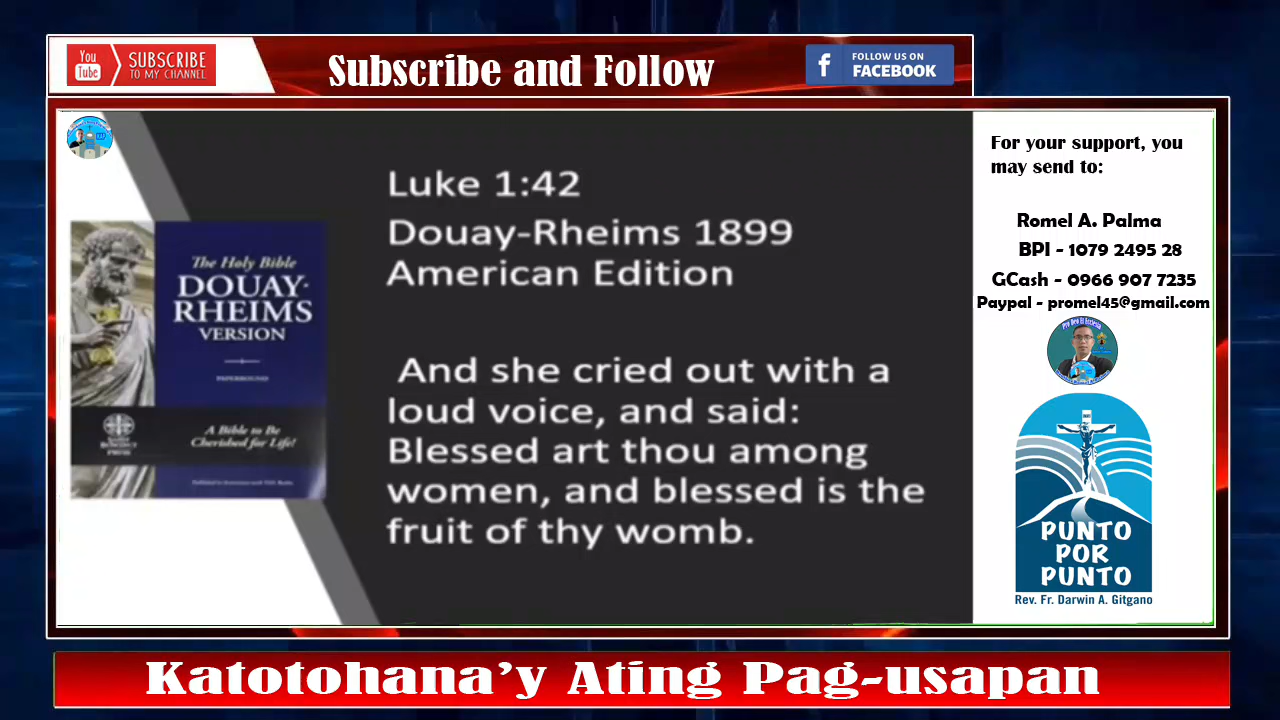 You
Tube
SUBSCRIBE
TO MY CHANNEL
Subscribe and Follow
f
FOLLOW US ON
FACEBOOK
Luke 1:42
Douay-Rheims 1899
American Edition
And she cried out with a
loud voice, and said:
Blessed art thou among
women, and blessed is the
fruit of thy womb.
The Holy Bible
DOUAY-
RHEIMS
VERSION
PAPERBOUND
A Bible to Be
Cherished for Life!
For your support, you
may send to:
Romel A. Palma
BPI - 1079 2495 28
GCash - 0966 907 7235
Paypal - promel45@gmail.com
PUNTO
POR
PUNTO
Rev. Fr. Darwin A. Gitgano
Katotohana'y Ating Pag-usapan